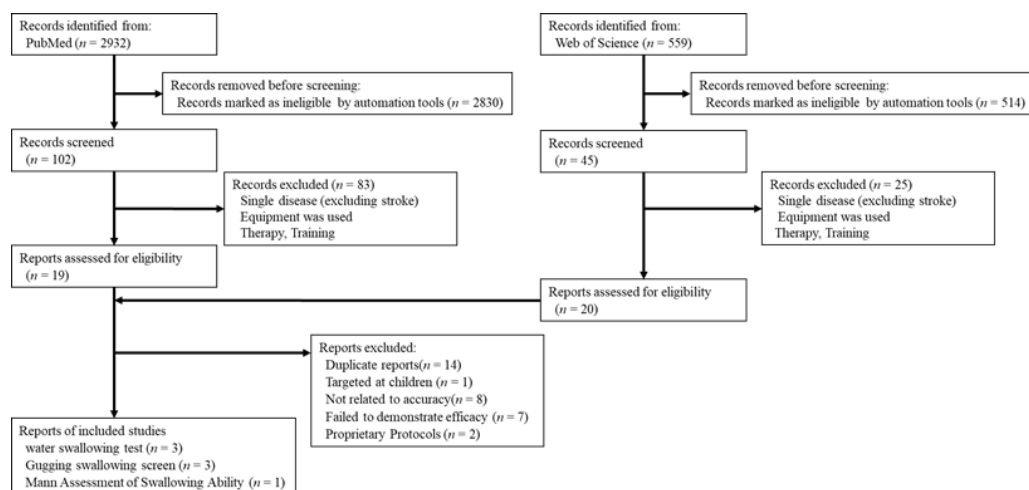 Records identified from:
PubMed (n = 2932)
Records removed before screening:
Records marked as ineligible by automation tools (n = 2830)
Records screened
(n = 102)
Records excluded (n = 83)
Single disease (excluding stroke)
Equipment was used
Therapy, Training
Reports assessed for eligibility
(n = 19)
Records identified from:
Web of Science (n = 559)
Records removed before screening:
Records marked as ineligible by automation tools (n = 514)
Records screened
(n = 45)
Records excluded (n = 25)
Single disease (excluding stroke)
Equipment was used
Therapy, Training
Reports assessed for eligibility
(n = 20)
Reports excluded:
Duplicate reports(n = 14)
Targeted at children (n = 1)
Not related to accuracy(n = 8)
Failed to demonstrate efficacy (n = 7)
Proprietary Protocols (n = 2)
Reports of included studies
water swallowing test (n = 3)
Gugging swallowing screen (n = 3)
Mann Assessment of Swallowing Ability (n = 1)